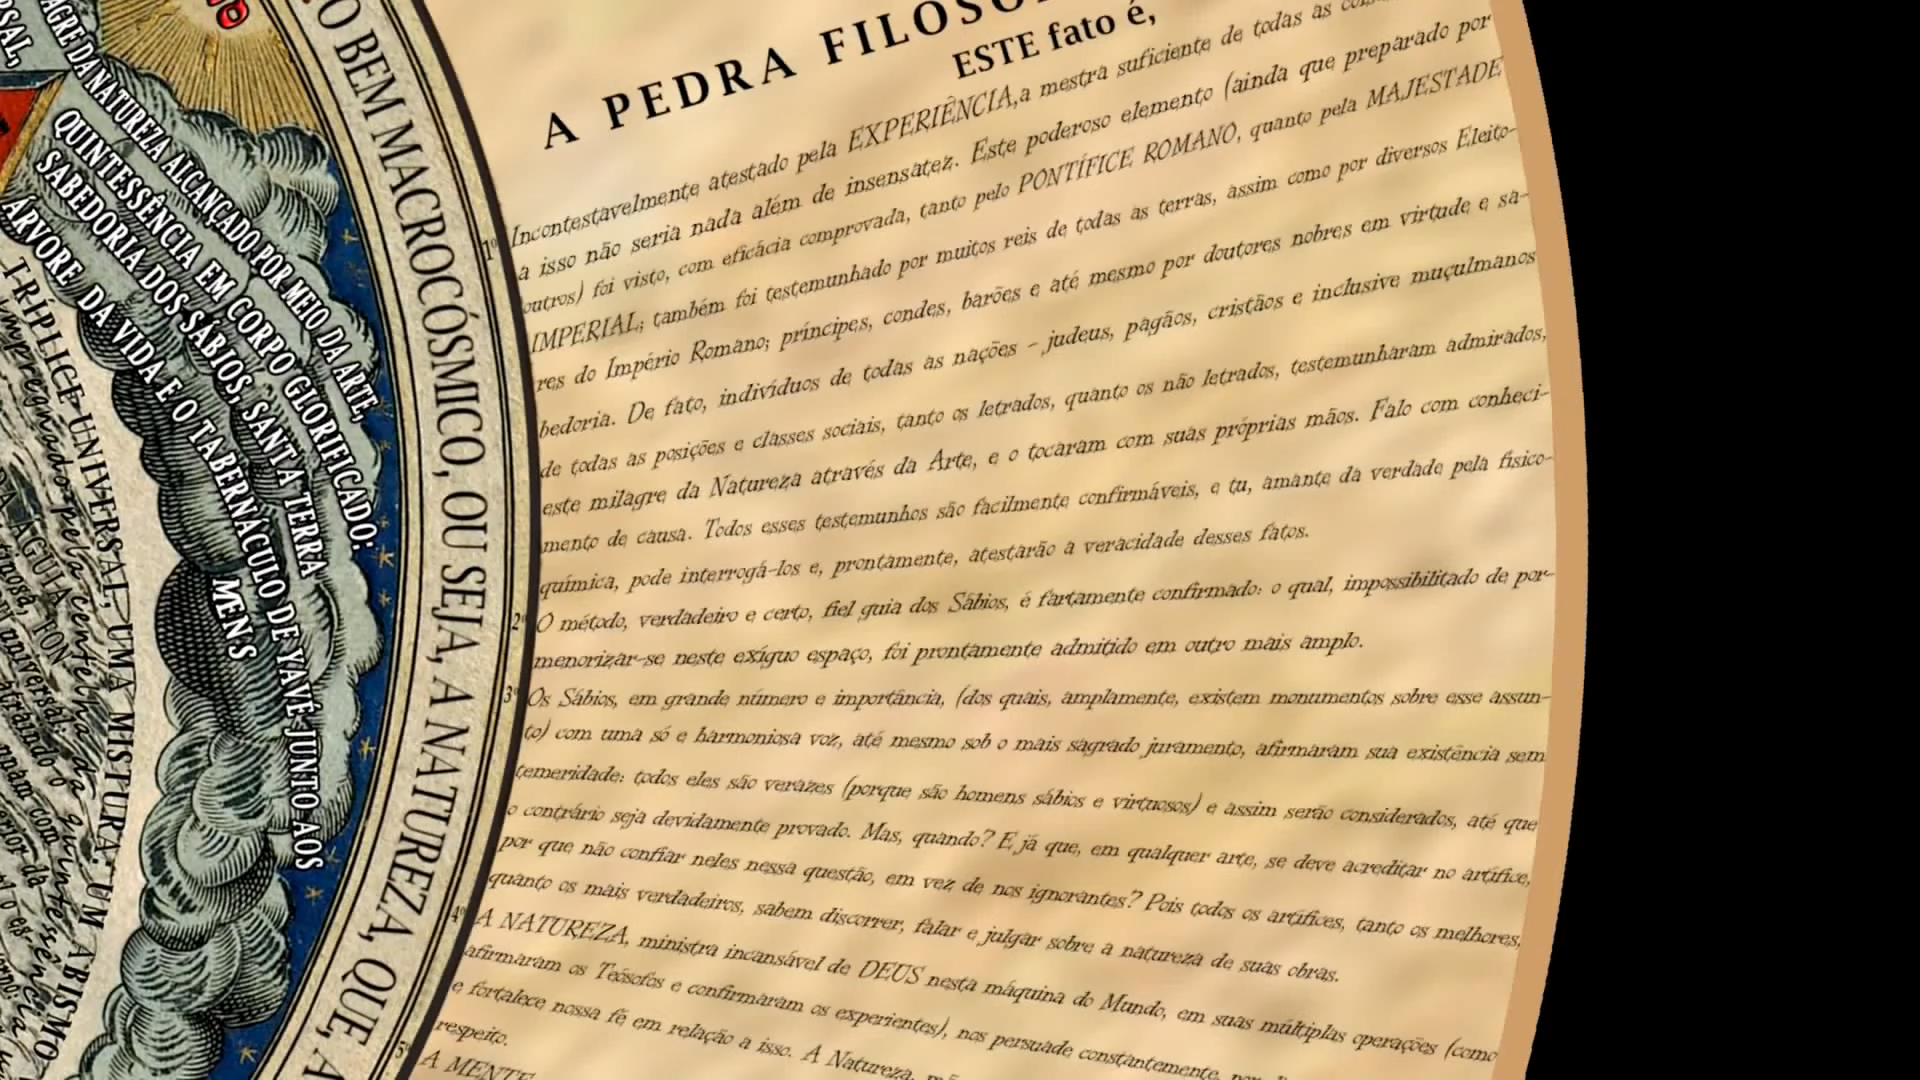 A PEDRA FILOSO
ESTE fato é,
1º Incontestavelmente atestado pela EXPERIÊNCIA, a mestra suficiente de todas as
a isso não seria nada além de insensatez. Este poderoso elemento (ainda que preparado por
outros) foi visto, com eficácia comprovada, tanto pelo PONTÍFICE ROMANO, quanto pela MAJESTADE
IMPERIAL; também foi testemunhado por muitos reis de todas as terras, assim como por diversos Eleito-
res do Império Romano; príncipes, condes, barões e até mesmo por doutores nobres em virtude e sa-
bedoria. De fato, indivíduos de todas as nações – judeus, pagãos, cristãos e inclusive muçulmanos
de todas as posições e classes sociais, tanto os letrados, quanto os não letrados, testemunharam admirados,
este milagre da Natureza através da Arte, e o tocaram com suas próprias mãos. Falo com conheci-
mento de causa. Todos esses testemunhos são facilmente confirmáveis, e tu, amante da verdade pela físico-
química, pode interrogá-los e, prontamente, atestarão a veracidade desses fatos.
2º O método, verdadeiro e certo, fiel guia dos Sábios, é fartamente confirmado: o qual, impossibilitado de por-
menorizar-se neste exíguo espaço, foi prontamente admitido em outro mais amplo.
3º Os Sábios, em grande número e importância, (dos quais, amplamente, existem monumentos sobre esse assun-
to) com uma só e harmoniosa voz, até mesmo sob o mais sagrado juramento, afirmaram sua existência sem
temeridade: todos eles são verazes (porque são homens sábios e virtuosos) e assim serão considerados, até que
o contrário seja devidamente provado. Mas, quando? E já que, em qualquer arte, se deve acreditar no artífice,
por que não confiar neles nessa questão, em vez de nos ignorantes? Pois todos os artífices, tanto os melhores,
quanto os mais verdadeiros, sabem discorrer, falar e julgar sobre a natureza de suas obras.
4º A NATUREZA, ministra incansável de DEUS nesta máquina do Mundo, em suas múltiplas operações (como
afirmaram os Teósofos e confirmaram os experientes), nos persuade constantemente,
e fortalece nossa fé em relação a isso. A Natureza,
respeito.
5º A MENTE
O BEM MACROCÓSMICO, OU SEJA, A NATUREZA, QUE, A
AGRE DA NATUREZA ALCANÇADO POR MEIO DA ARTE,
QUINTESSÊNCIA EM CORPO GLORIFICADO:
SABEDORIA DOS SÁBIOS, SANTA TERRA
ÁRVORE DA VIDA E O TABERNÁCULO DE YAVÉ JUNTO AOS
MENS
TRÍPLICE UNIVERSAL, UMA MISTURA: UM ABISMO
impregnado pela centelha da quintessência